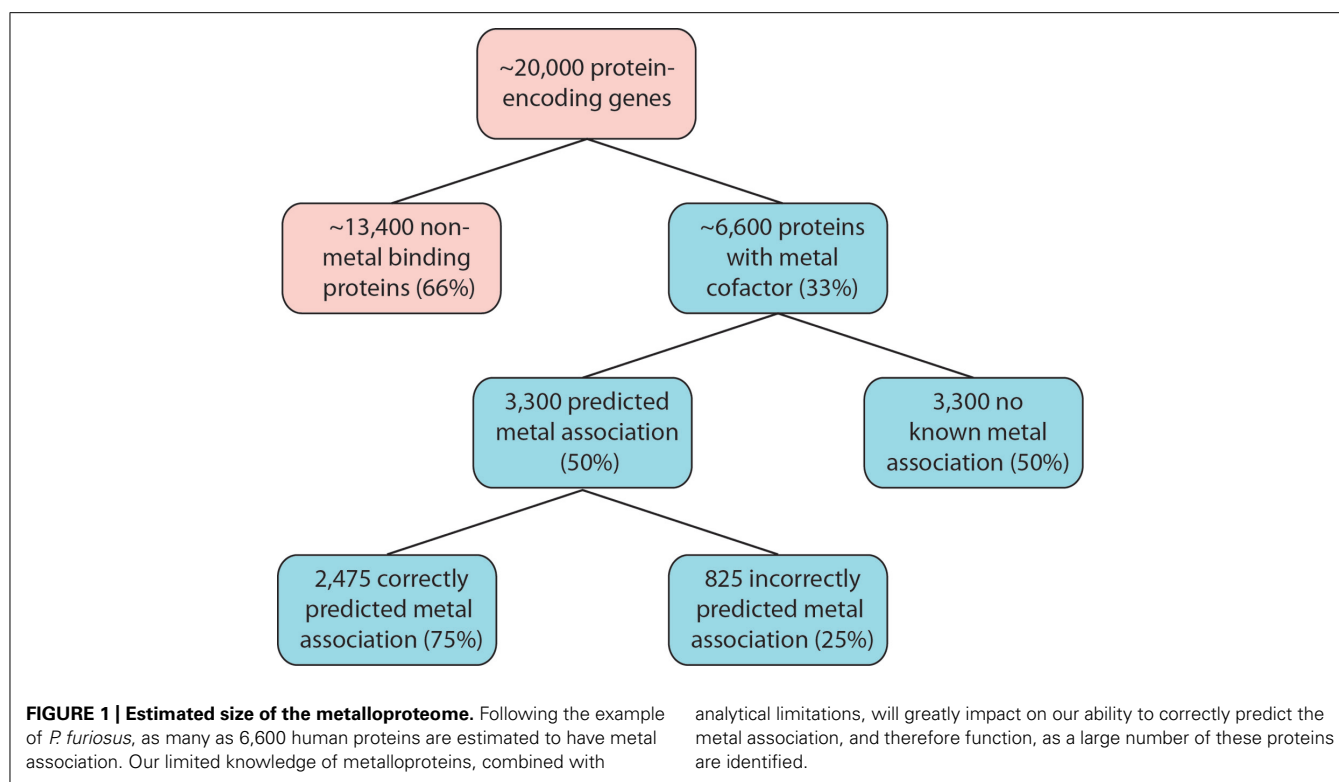 ~20,000 protein-
encoding genes
~13,400 non-
metal binding
proteins (66%)
~6,600 proteins
with metal
cofactor (33%)
3,300 predicted
metal association
(50%)
3,300 no
known metal
association (50%)
2,475 correctly
predicted metal
association (75%)
825 incorrectly
predicted metal
association (25%)
FIGURE 1 | Estimated size of the metalloproteome. Following the example
of P. furiosus, as many as 6,600 human proteins are estimated to have metal
association. Our limited knowledge of metalloproteins, combined with
analytical limitations, will greatly impact on our ability to correctly predict the
metal association, and therefore function, as a large number of these proteins
are identified.